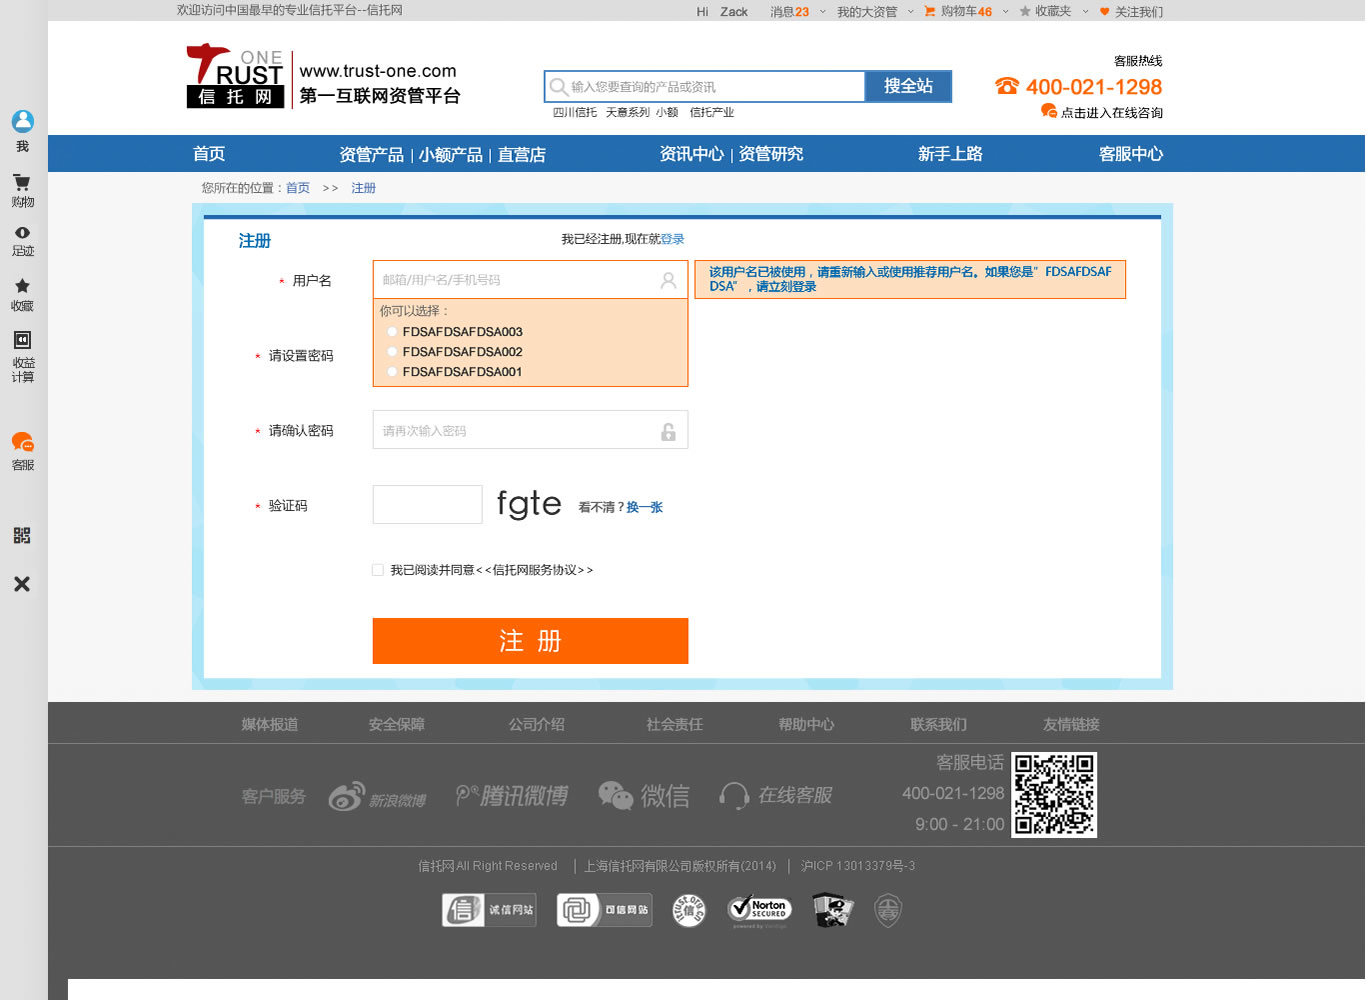 欢迎访问中国最早的专业信托平台--信托网
Hi Zack 消息23 我的大资管 购物车46 收藏夹 关注我们
ONE
TRUST
信托网
www.trust-one.com
第一互联网资管平台
输入您要查询的产品或资讯
搜全站
四川信托 天意系列 小额 信托产业
客服热线
400-021-1298
点击进入在线咨询
首页 资管产品 | 小额产品 | 直营店 资讯中心 | 资管研究 新手上路 客服中心
我
购物
足迹
收藏
收益
计算
客服
您所在的位置：首页 >> 注册
注册
我已经注册,现在就登录
* 用户名
邮箱/用户名/手机号码
该用户名已被使用，请重新输入或使用推荐用户名。如果您是”FDSAFDSAF
DSA”，请立刻登录
你可以选择：
FDSAFDSAFDSA003
FDSAFDSAFDSA002
FDSAFDSAFDSA001
* 请设置密码
* 请确认密码
请再次输入密码
* 验证码
fgte
看不清？换一张
我已阅读并同意<<信托网服务协议>>
注 册
媒体报道 安全保障 公司介绍 社会责任 帮助中心 联系我们 友情链接
客户服务
新浪微博
腾讯微博
微信
在线客服
客服电话
400-021-1298
9:00 - 21:00
信托网 All Right Reserved | 上海信托网有限公司版权所有(2014) | 沪ICP 13013379号-3
信 诚信网站
可信网站
trust.org.cn
信
Norton
SECURED